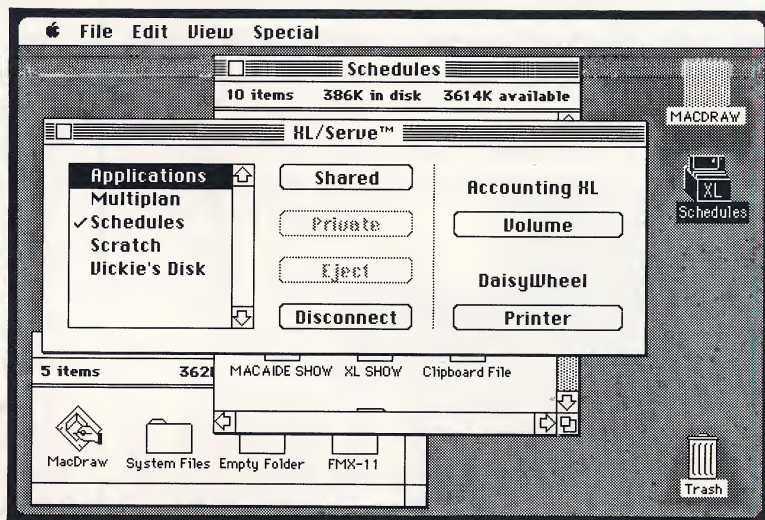 File Edit View Special
Schedules
10 items 386K in disk 3614K available
MACDRAW
XL/Serve™
Applications
Multiplan
✓Schedules
Scratch
Vickie's Disk
Shared
Private
Eject
Disconnect
Accounting XL
Volume
DaisyWheel
Printer
XL
Schedules
5 items 362
MACAIDE SHOW XL SHOW Clipboard File
MacDraw System Files Empty Folder FMX-11
Trash